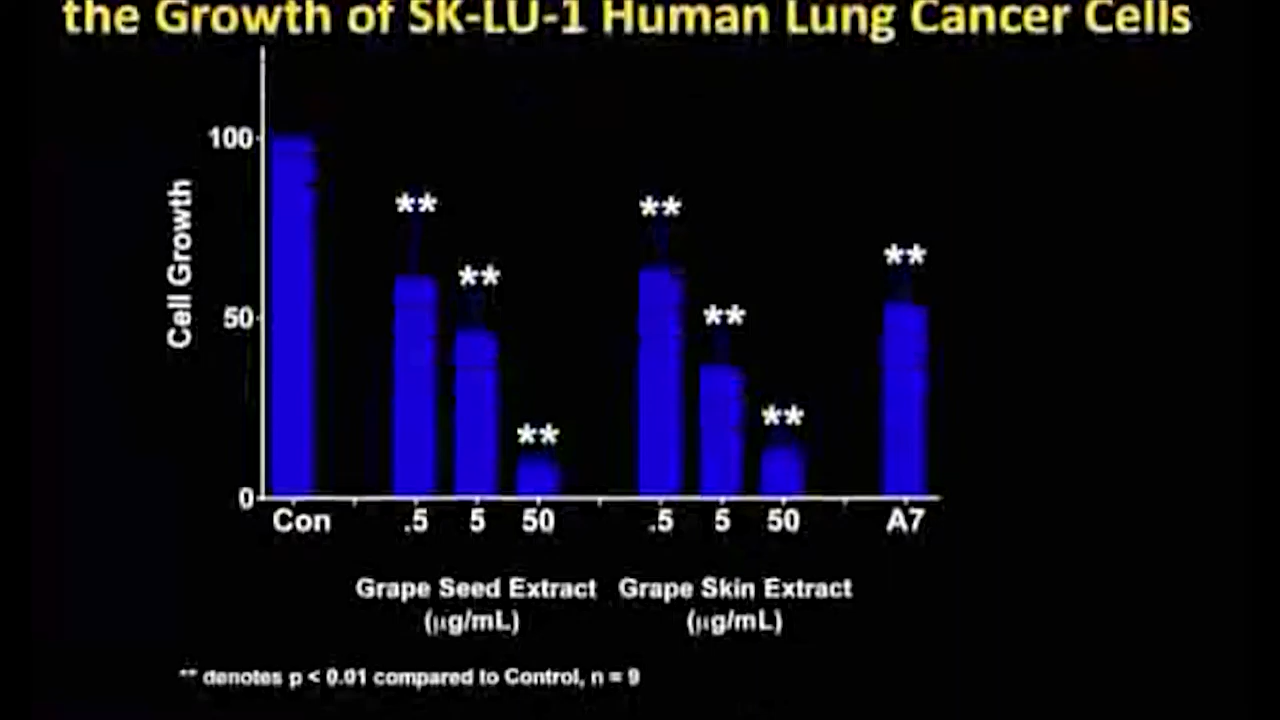 the Growth of SK-LU-1 Human Lung Cancer Cells
100
50
0
Cell Growth
**
**
**
**
**
**
**
Con .5 5 50 .5 5 50 A7
Grape Seed Extract Grape Skin Extract
(µg/mL) (µg/mL)
** denotes p < 0.01 compared to Control, n = 9